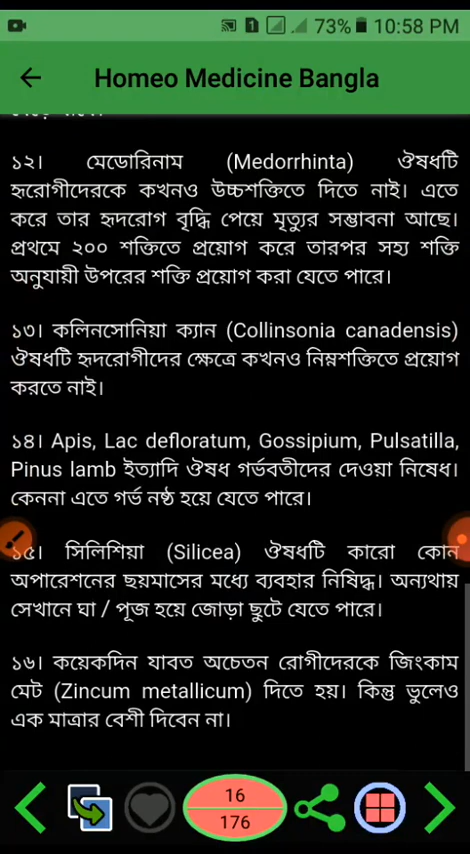 1 73% 10:58 PM
Homeo Medicine Bangla
১২। মেডোরিনাম (Medorrhinta) ঔষধটি
হৃরোগীদেরকে কখনও উচ্চশক্তিতে দিতে নাই। এতে
করে তার হৃদরোগ বৃদ্ধি পেয়ে মৃত্যুর সম্ভাবনা আছে।
প্রথমে ২০০ শক্তিতে প্রয়োগ করে তারপর সহ্য শক্তি
অনুযায়ী উপরের শক্তি প্রয়োগ করা যেতে পারে।
১৩। কলিনসোনিয়া ক্যান (Collinsonia canadensis)
ঔষধটি হৃদরোগীদের ক্ষেত্রে কখনও নিম্নশক্তিতে প্রয়োগ
করতে নাই।
১৪। Apis, Lac defloratum, Gossipium, Pulsatilla,
Pinus lamb ইত্যাদি ঔষধ গর্ভবতীদের দেওয়া নিষেধ।
কেননা এতে গর্ভ নষ্ঠ হয়ে যেতে পারে।
১৫। সিলিশিয়া (Silicea) ঔষধটি কারো কোন
অপারেশনের ছয়মাসের মধ্যে ব্যবহার নিষিদ্ধ। অন্যথায়
সেখানে ঘা / পূজ হয়ে জোড়া ছুটে যেতে পারে।
১৬। কয়েকদিন যাবত অচেতন রোগীদেরকে জিংকাম
মেট (Zincum metallicum) দিতে হয়। কিন্তু ভুলেও
এক মাত্রার বেশী দিবেন না।
16
176